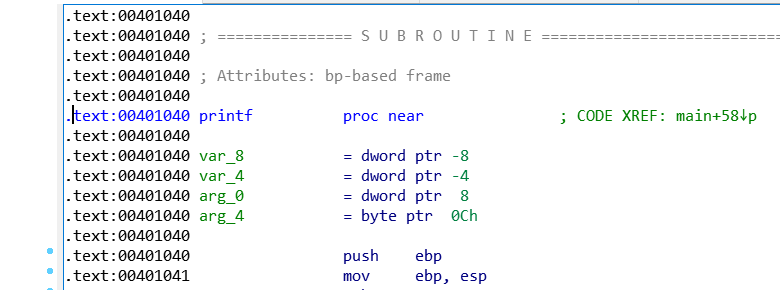 .text:00401040
.text:00401040 ; =============== S U B R O U T I N E ===========================
.text:00401040
.text:00401040 ; Attributes: bp-based frame
.text:00401040
.text:00401040 printf          proc near               ; CODE XREF: main+58↓p
.text:00401040
.text:00401040 var_8           = dword ptr -8
.text:00401040 var_4           = dword ptr -4
.text:00401040 arg_0           = dword ptr  8
.text:00401040 arg_4           = byte ptr  0Ch
.text:00401040
.text:00401040                 push    ebp
.text:00401041                 mov     ebp, esp